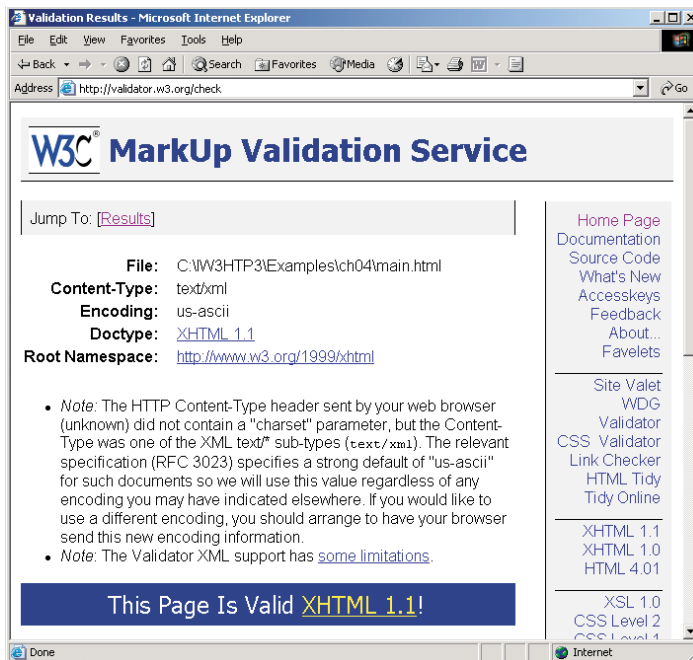 Validation Results - Microsoft Internet Explorer
File Edit View Favorites Tools Help
Back Search Favorites Media
Address http://validator.w3.org/check Go
W3C® MarkUp Validation Service
Jump To: [Results]
File: C:\IW3HTP3\Examples\ch04\main.html
Content-Type: text/xml
Encoding: us-ascii
Doctype: XHTML 1.1
Root Namespace: http://www.w3.org/1999/xhtml
• Note: The HTTP Content-Type header sent by your web browser
(unknown) did not contain a "charset" parameter, but the Content-
Type was one of the XML text/* sub-types (text/xml). The relevant
specification (RFC 3023) specifies a strong default of "us-ascii"
for such documents so we will use this value regardless of any
encoding you may have indicated elsewhere. If you would like to
use a different encoding, you should arrange to have your browser
send this new encoding information.
• Note: The Validator XML support has some limitations.
This Page Is Valid XHTML 1.1!
Home Page
Documentation
Source Code
What's New
Accesskeys
Feedback
About...
Favelets
Site Valet
WDG
Validator
CSS Validator
Link Checker
HTML Tidy
Tidy Online
XHTML 1.1
XHTML 1.0
HTML 4.01
XSL 1.0
CSS Level 2
CSS Level 1
Done Internet